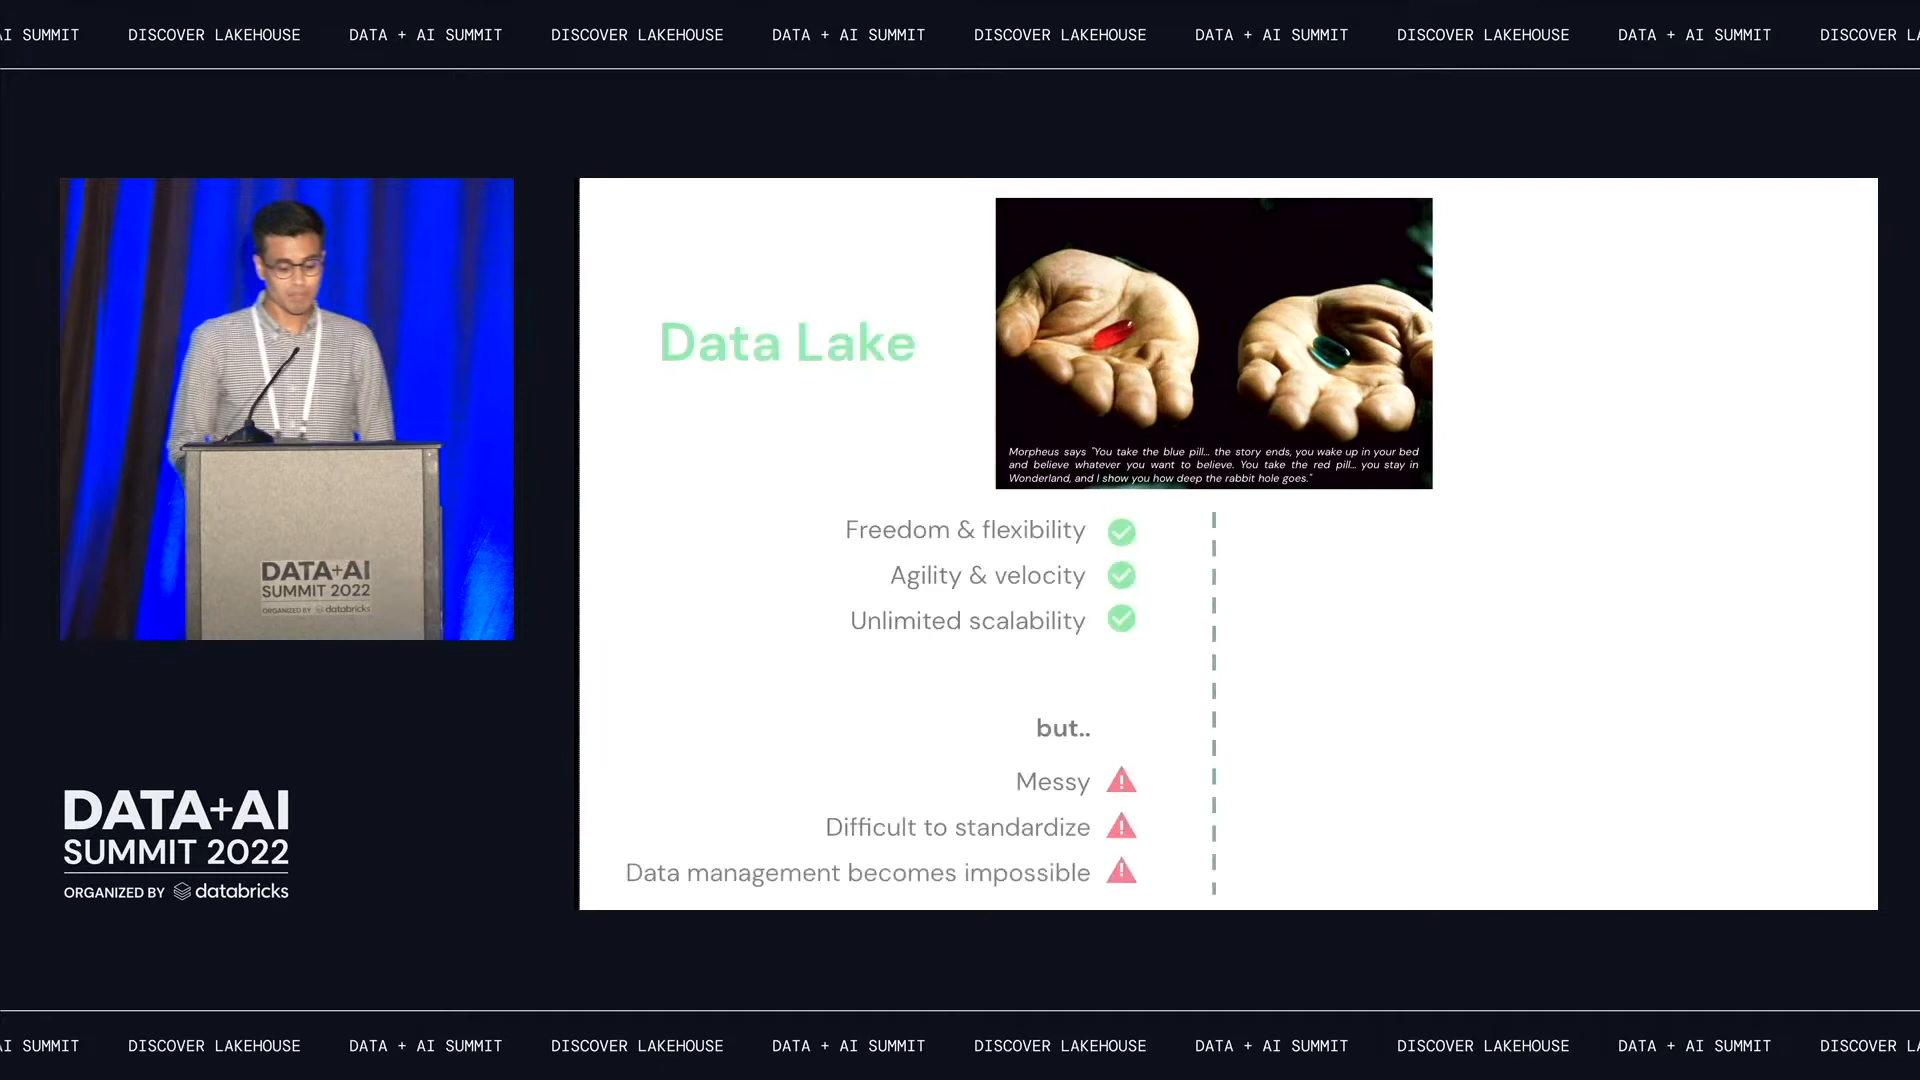 AI SUMMIT DISCOVER LAKEHOUSE DATA + AI SUMMIT DISCOVER LAKEHOUSE DATA + AI SUMMIT DISCOVER LAKEHOUSE DATA + AI SUMMIT DISCOVER LAKEHOUSE DATA + AI SUMMIT DISCOVER LA
DATA+AI
SUMMIT 2022
ORGANIZED BY databricks
Data Lake
Morpheus says "You take the blue pill... the story ends, you wake up in your bed
and believe whatever you want to believe. You take the red pill... you stay in
Wonderland, and I show you how deep the rabbit hole goes."
Freedom & flexibility
Agility & velocity
Unlimited scalability
but..
Messy
Difficult to standardize
Data management becomes impossible
DATA+AI
SUMMIT 2022
ORGANIZED BY databricks
AI SUMMIT DISCOVER LAKEHOUSE DATA + AI SUMMIT DISCOVER LAKEHOUSE DATA + AI SUMMIT DISCOVER LAKEHOUSE DATA + AI SUMMIT DISCOVER LAKEHOUSE DATA + AI SUMMIT DISCOVER LA